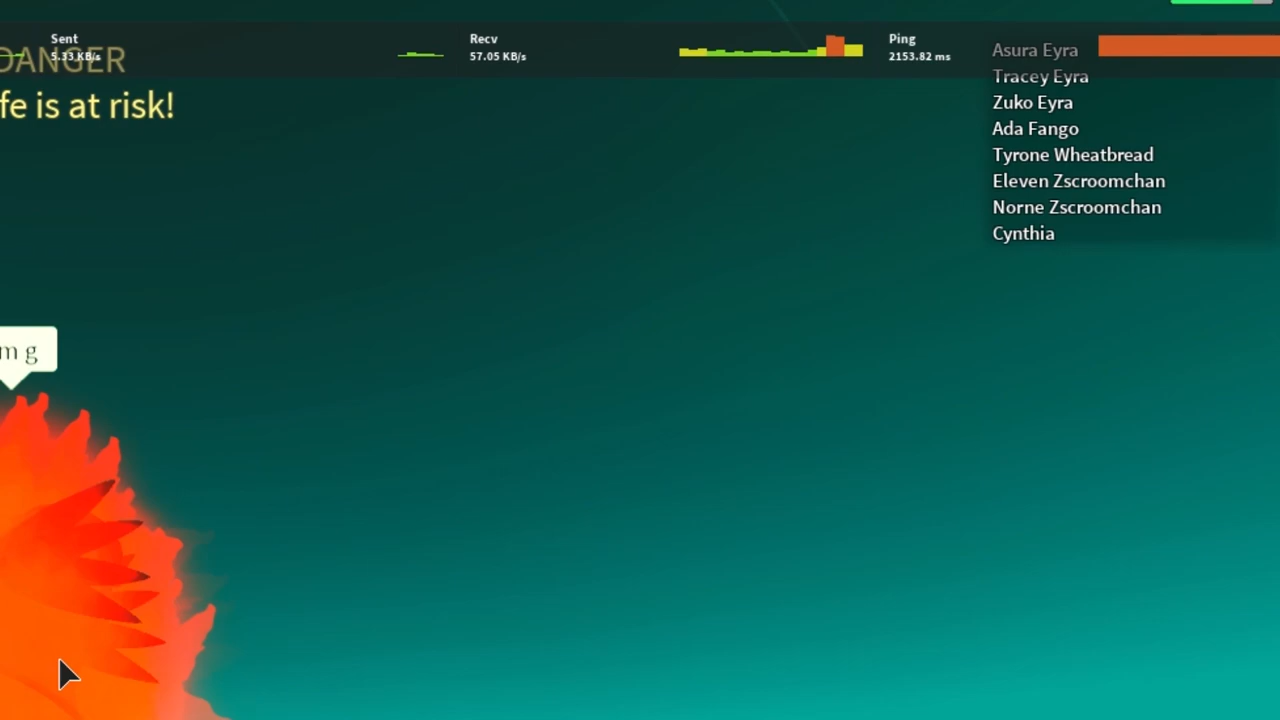 Sent
5.33 KB/s
Recv
57.05 KB/s
Ping
2153.82 ms
DANGER
fe is at risk!
Asura Eyra
Tracey Eyra
Zuko Eyra
Ada Fango
Tyrone Wheatbread
Eleven Zscroomchan
Norne Zscroomchan
Cynthia
m g